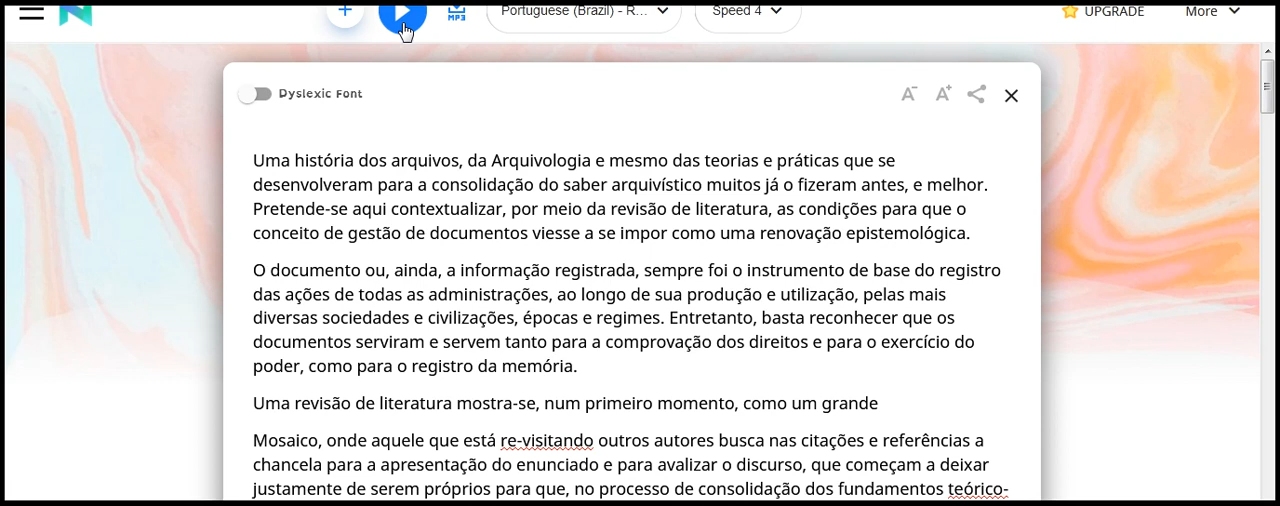 MP3
Portuguese (Brazil) - R...
Speed 4
UPGRADE
More
Dyslexic Font
A-
A+
Uma história dos arquivos, da Arquivologia e mesmo das teorias e práticas que se
desenvolveram para a consolidação do saber arquivístico muitos já o fizeram antes, e melhor.
Pretende-se aqui contextualizar, por meio da revisão de literatura, as condições para que o
conceito de gestão de documentos viesse a se impor como uma renovação epistemológica.
O documento ou, ainda, a informação registrada, sempre foi o instrumento de base do registro
das ações de todas as administrações, ao longo de sua produção e utilização, pelas mais
diversas sociedades e civilizações, épocas e regimes. Entretanto, basta reconhecer que os
documentos serviram e servem tanto para a comprovação dos direitos e para o exercício do
poder, como para o registro da memória.
Uma revisão de literatura mostra-se, num primeiro momento, como um grande
Mosaico, onde aquele que está re-visitando outros autores busca nas citações e referências a
chancela para a apresentação do enunciado e para avalizar o discurso, que começam a deixar
justamente de serem próprios para que, no processo de consolidação dos fundamentos teórico-